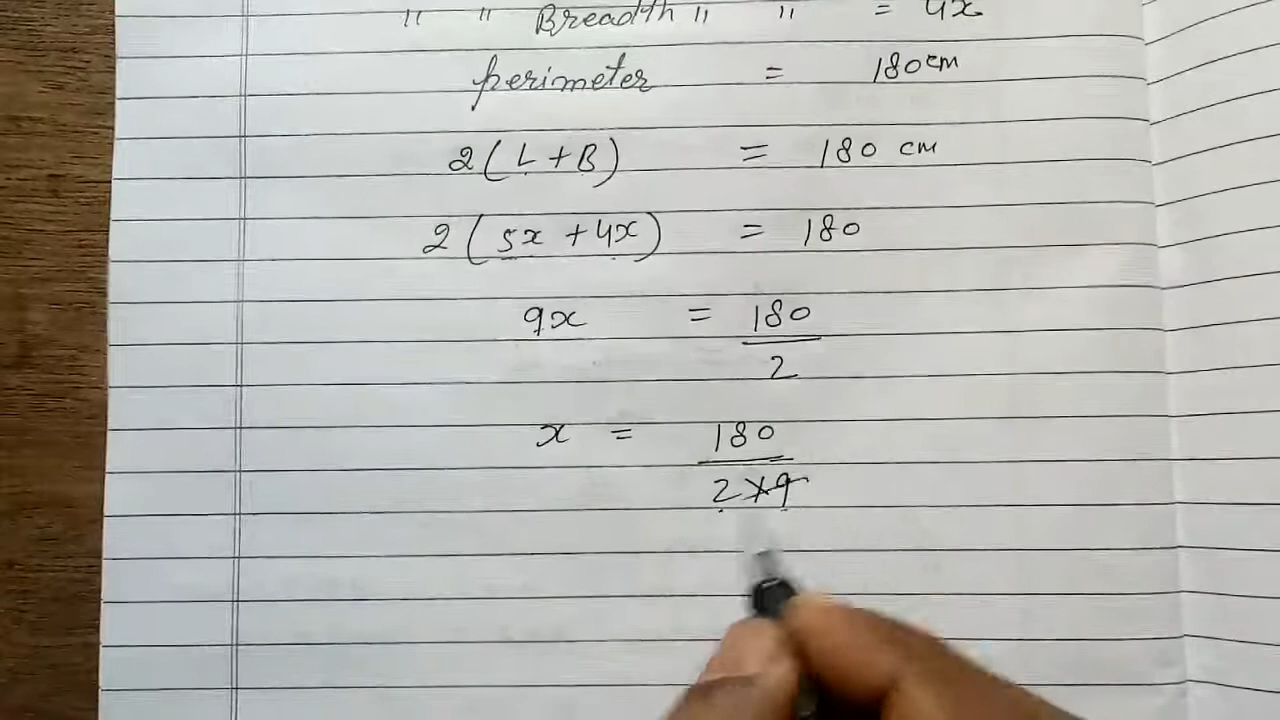 " " Breadth " " = 4x
perimeter = 180cm
2(L+B) = 180 cm
2(5x+4x) = 180
9x = 180
2
x = 180
2×9